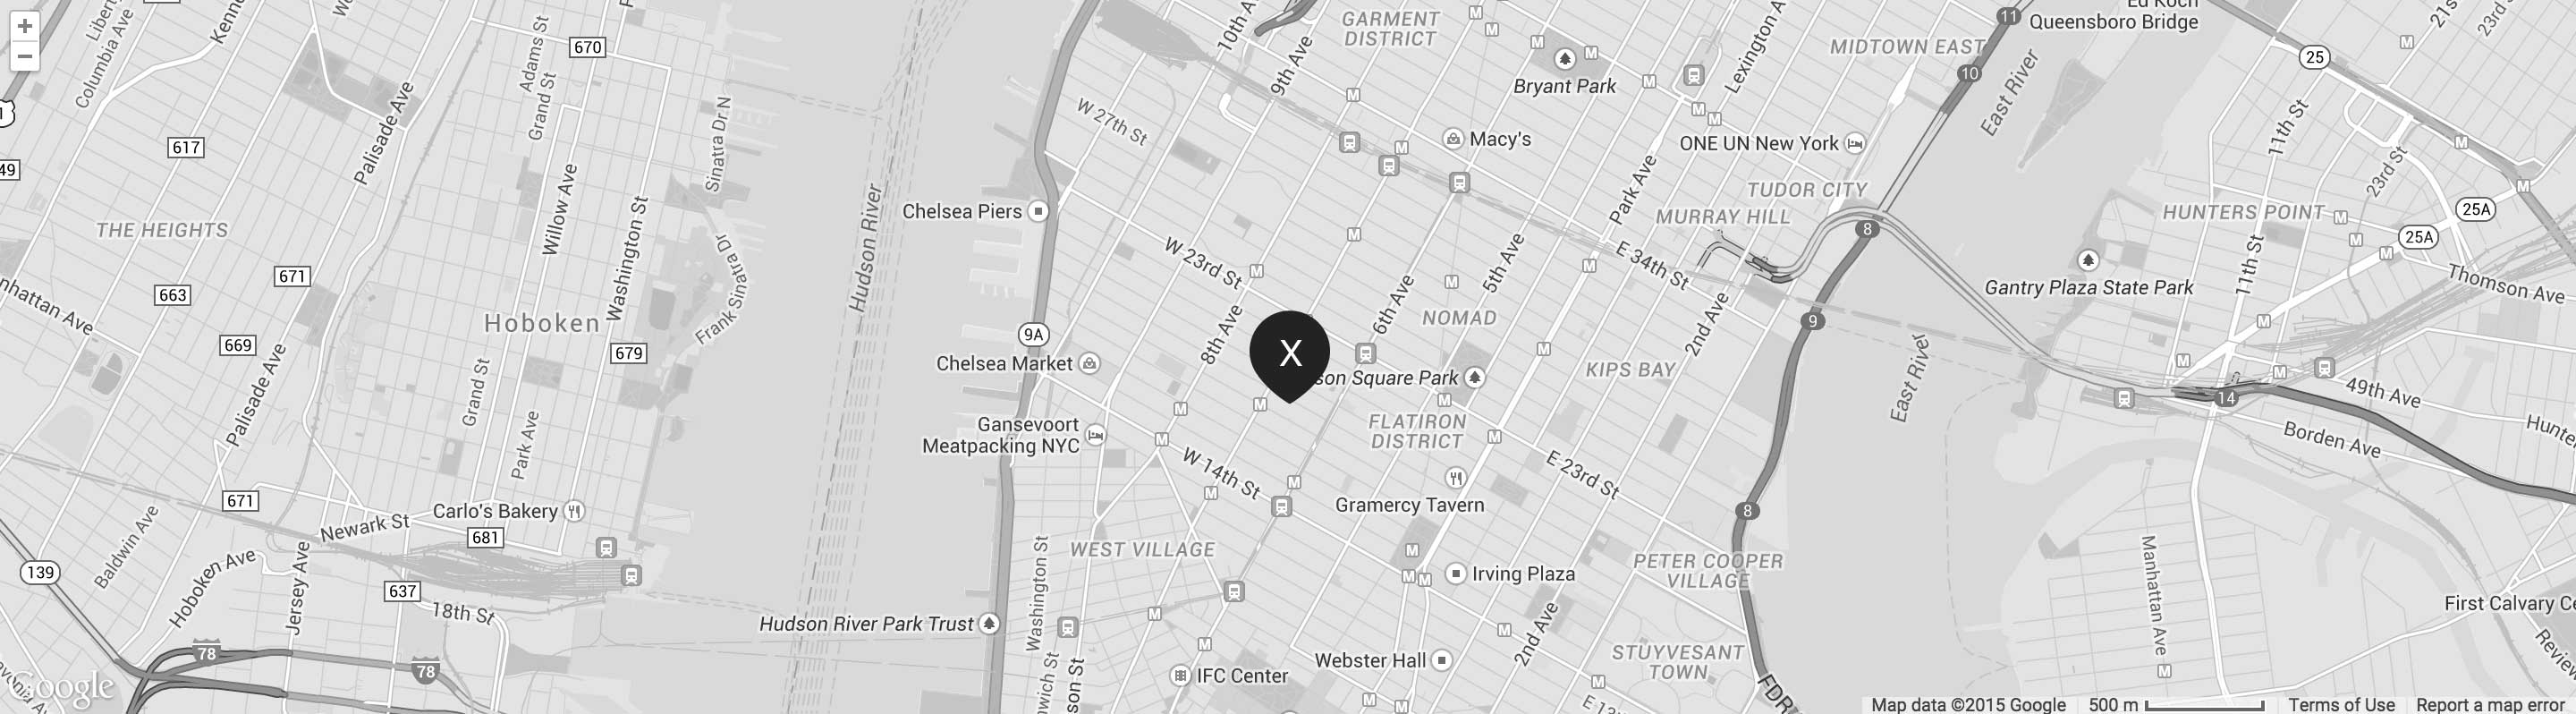 +
−
670
617
49
THE HEIGHTS
671
663
669
Palisade Ave
Palisade Ave
Columbia Ave
Adams St
Grand St
Willow Ave
Washington St
Sinatra Dr N
Frank Sinatra Dr
Hoboken
679
Grand St
Park Ave
671
Carlo's Bakery
Newark St
681
139
Baldwin Ave
Hoboken Ave
Jersey Ave
637
18th St
78
78
Google
Hudson River
10th A
9th Ave
GARMENT
DISTRICT
Bryant Park
W 27th St
Macy's
Chelsea Piers
W 23rd St
9A
8th Ave
6th Ave
5th Ave
NOMAD
Chelsea Market
X
son Square Park
Gansevoort
Meatpacking NYC
FLATIRON
DISTRICT
W 14th St
Gramercy Tavern
E 23rd St
WEST VILLAGE
Washington St
Irving Plaza
Hudson River Park Trust
Webster Hall
IFC Center
2nd Ave
Lexington A
MIDTOWN EAST
Ed Koch
Queensboro Bridge
11
10
ONE UN New York
TUDOR CITY
MURRAY HILL
Park Ave
E 34th St
2nd Ave
KIPS BAY
8
9
8
PETER COOPER
VILLAGE
STUYVESANT
TOWN
FDR
East River
East River
25
21s
23rd S
11th St
23rd St
25A
25A
HUNTERS POINT
11th St
Gantry Plaza State Park
Thomson Ave
49th Ave
14
Borden Ave
Hunte
Manhattan Ave
First Calvary Ce
Review
Map data ©2015 Google
500 m
Terms of Use
Report a map error